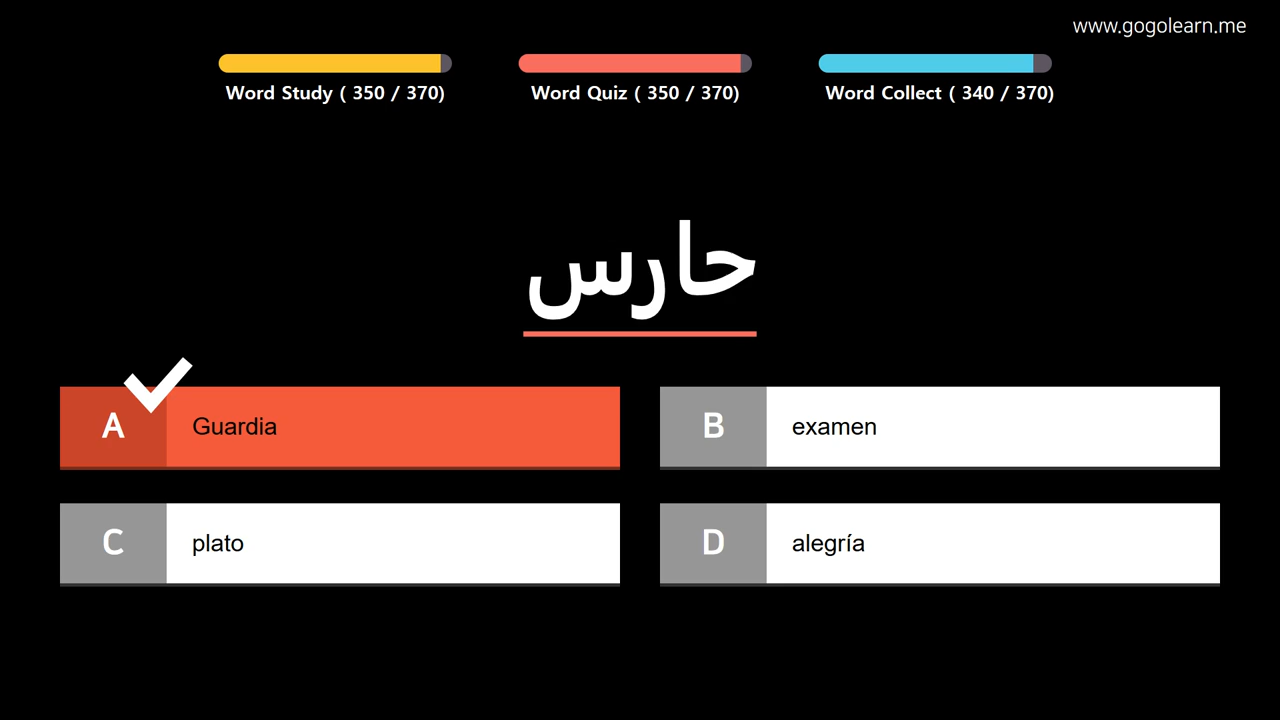 www.gogolearn.me
Word Study ( 350 / 370)
Word Quiz ( 350 / 370)
Word Collect ( 340 / 370)
حارس
A
Guardia
B
examen
C
plato
D
alegría